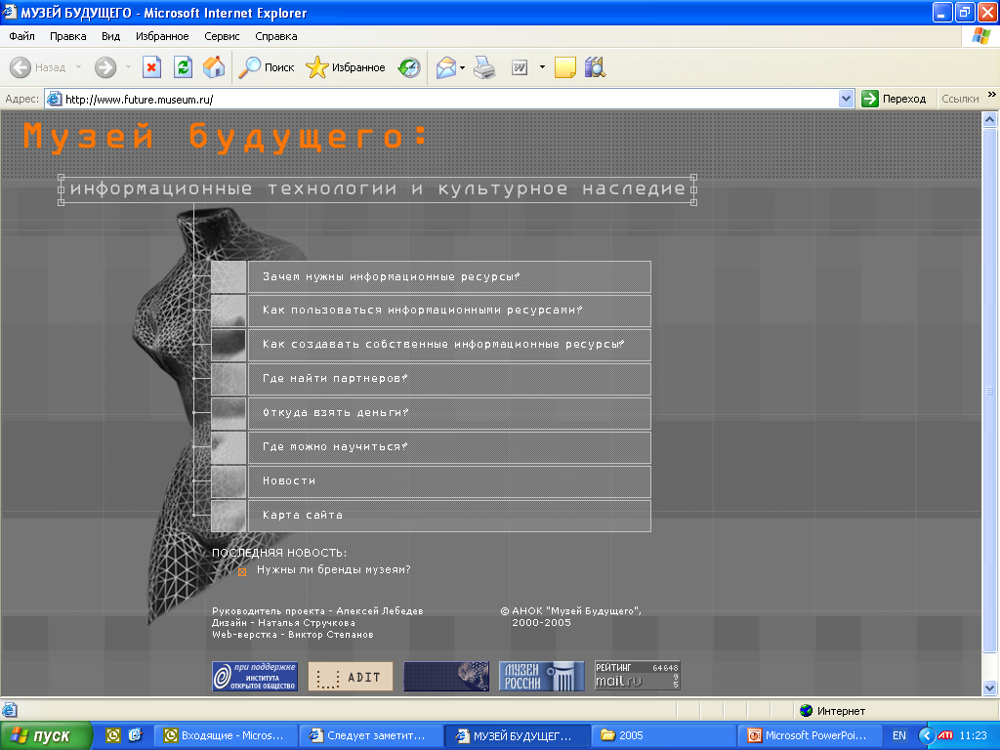 МУЗЕЙ БУДУЩЕГО - Microsoft Internet Explorer
Файл Правка Вид Избранное Сервис Справка
Назад Поиск Избранное
Адрес: http://www.future.museum.ru/ Переход Ссылки »
Музей будущего:
информационные технологии и культурное наследие
Зачем нужны информационные ресурсы?
Как пользоваться информационными ресурсами?
Как создавать собственные информационные ресурсы?
Где найти партнеров?
Откуда взять деньги?
Где можно научиться?
Новости
Карта сайта
ПОСЛЕДНЯЯ НОВОСТЬ:
Нужны ли бренды музеям?
Руководитель проекта - Алексей Лебедев
Дизайн - Наталья Стручкова
Web-верстка - Виктор Степанов
© АНОК "Музей Будущего",
2000-2005
при поддержке
ИНСТИТУТА
ОТКРЫТОЕ ОБЩЕСТВО
ADIT
МУЗЕИ
РОССИИ
РЕЙТИНГ 64648
mail.ru 9
5
Интернет
пуск Входящие - Micros... Следует заметит... МУЗЕЙ БУДУЩЕГ... 2005 Microsoft PowerPoi... EN ATI 11:23